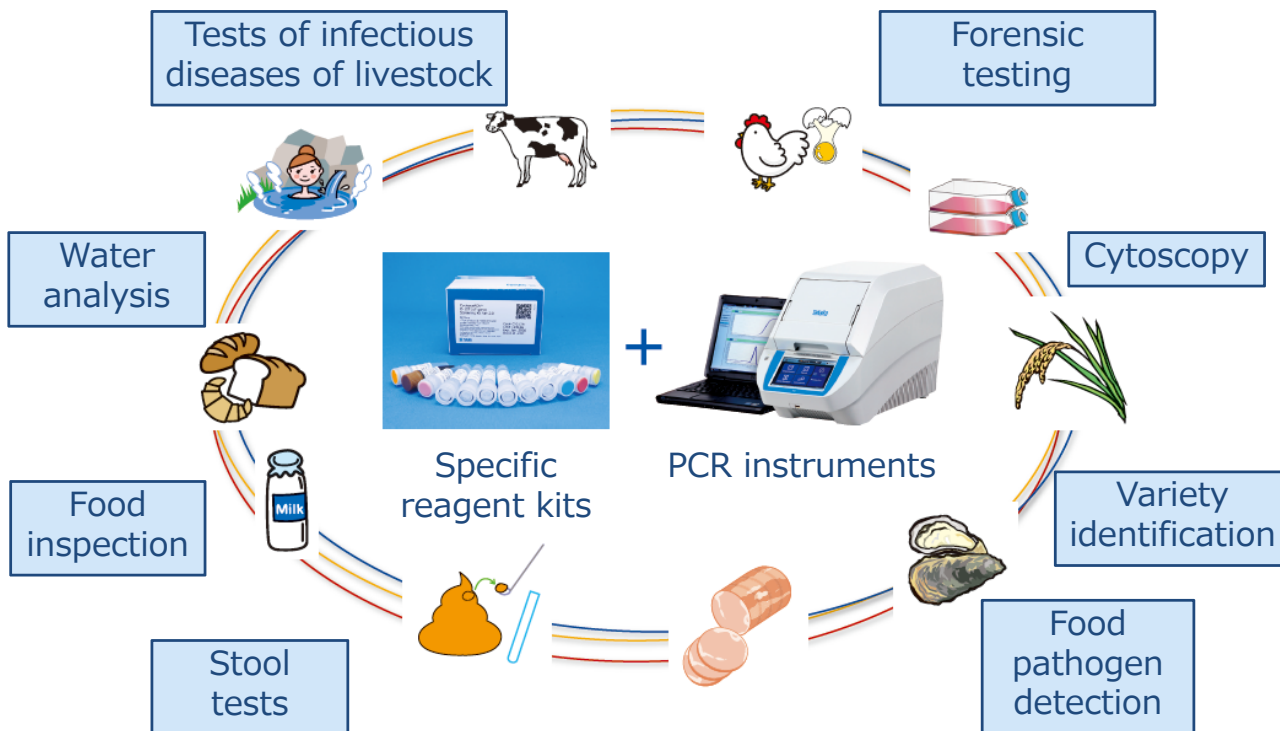 Tests of infectious
diseases of livestock
Forensic
testing
Water
analysis
Cytoscopy
Specific
reagent kits
+
PCR instruments
Food
inspection
Milk
Variety
identification
Stool
tests
Food
pathogen
detection